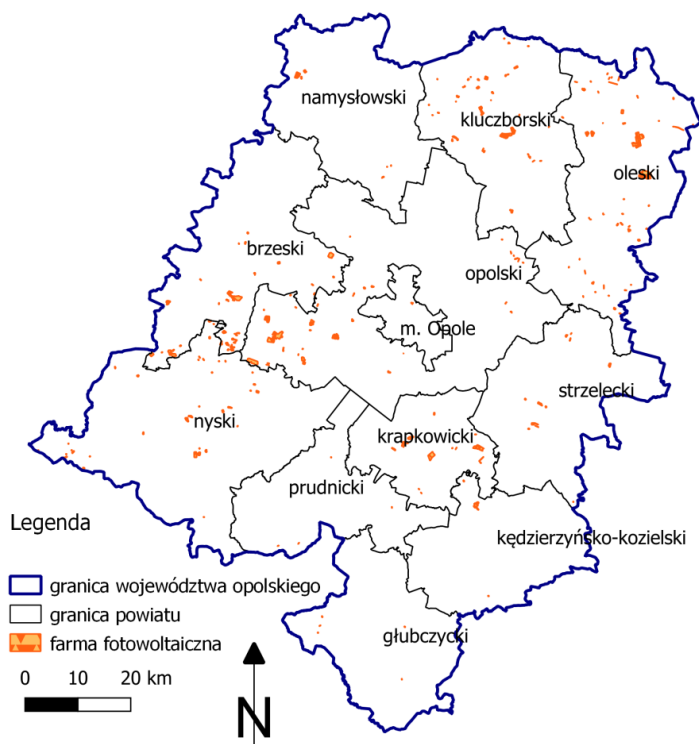 namysłowski
kluczborski
oleski
brzeski
opolski
m. Opole
strzelecki
nyski
krapkowicki
prudnicki
kędzierzyńsko-kozielski
głubczycki
Legenda
granica województwa opolskiego
granica powiatu
farma fotowoltaiczna
0 10 20 km
N